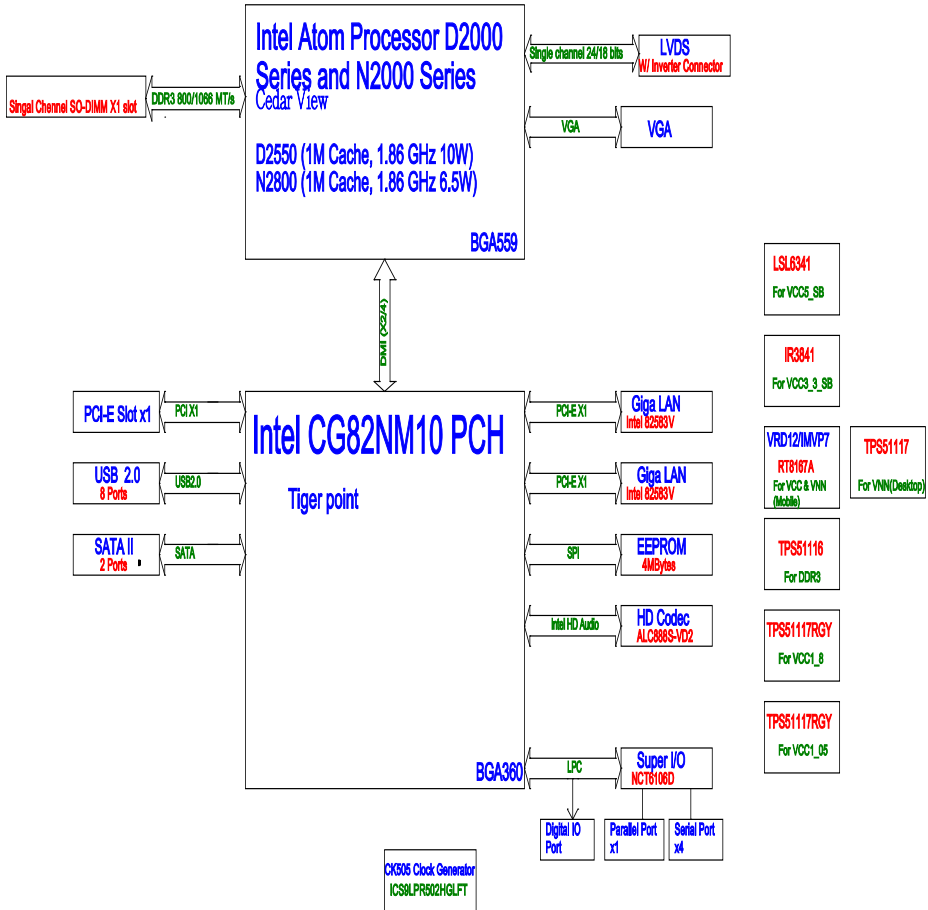 Intel Atom Processor D2000
Series and N2000 Series
Cedar View
D2550 (1M Cache, 1.86 GHz 10W)
N2800 (1M Cache, 1.86 GHz 6.5W)
BGA559
Singal Channel SO-DIMM X1 slot
DDR3 800/1066 MT/s
Single channel 24/18 bits
LVDS
W/ Inverter Connector
VGA
VGA
DMI (X2/4)
LSL6341
For VCC5_SB
IR3841
For VCC3_3_SB
VRD12/IMVP7
RT8167A
For VCC & VNN
(Mobile)
TPS51117
For VNN(Desktop)
TPS51116
For DDR3
TPS51117RGY
For VCC1_8
TPS51117RGY
For VCC1_05
Intel CG82NM10 PCH
Tiger point
BGA360
PCI-E Slot x1
PCI X1
USB 2.0
8 Ports
USB2.0
SATA II
2 Ports
SATA
PCI-E X1
Giga LAN
Intel 82583V
PCI-E X1
Giga LAN
Intel 82583V
SPI
EEPROM
4MBytes
Intel HD Audio
HD Codec
ALC888S-VD2
LPC
Super I/O
NCT6106D
Digital IO
Port
Parallel Port
x1
Serial Port
x4
CK505 Clock Generator
ICS9LPR502HGLFT